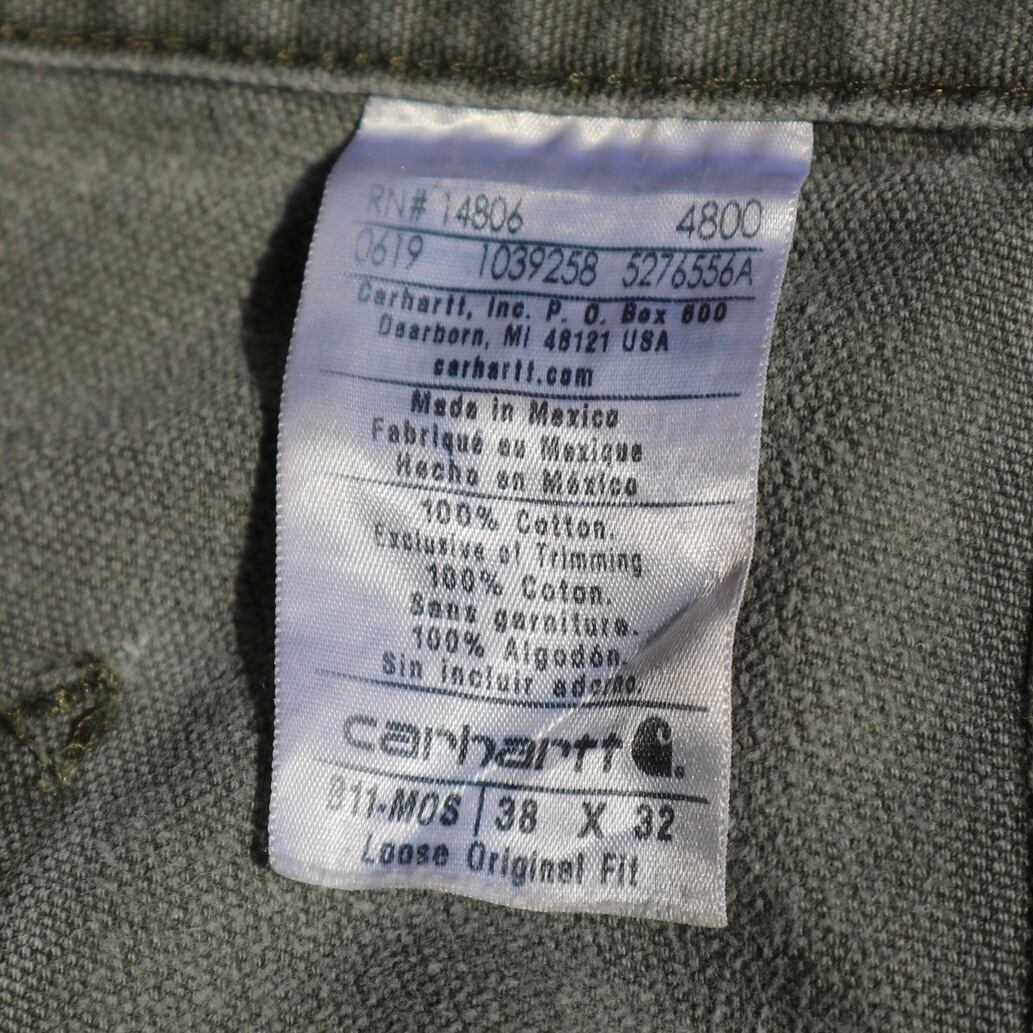 RN# 14806 4800
0619 1039258 5276556A
Carhartt, Inc. P. O. Box 600
Dearborn, MI 48121 USA
carhartt.com
Made in Mexico
Fabriqué au Mexique
Hecho en México
100% Cotton.
Exclusive of Trimming
100% Coton.
Sans garniture.
100% Algodón.
Sin incluir adorno.
carhartt
B11-MOS | 38 X 32
Loose Original Fit